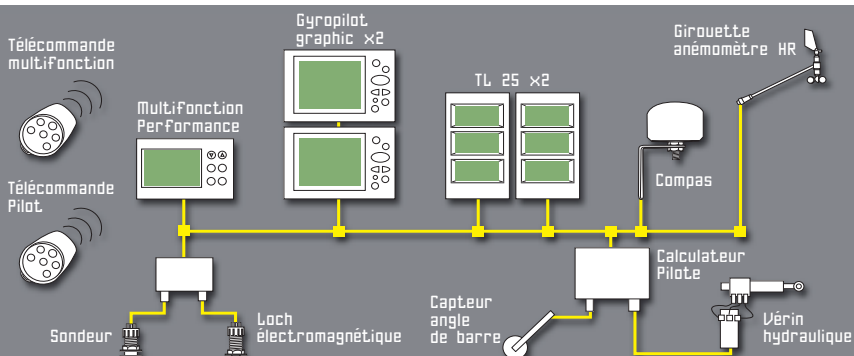 Télécommande
multifonction
Multifonction
Performance
Gyropilot
graphic x2
TL 25 x2
Girouette
anémomètre HR
Compas
Télécommande
Pilot
Calculateur
Pilote
Sondeur
Loch
électromagnétique
Capteur
angle
de barre
Vérin
hydraulique